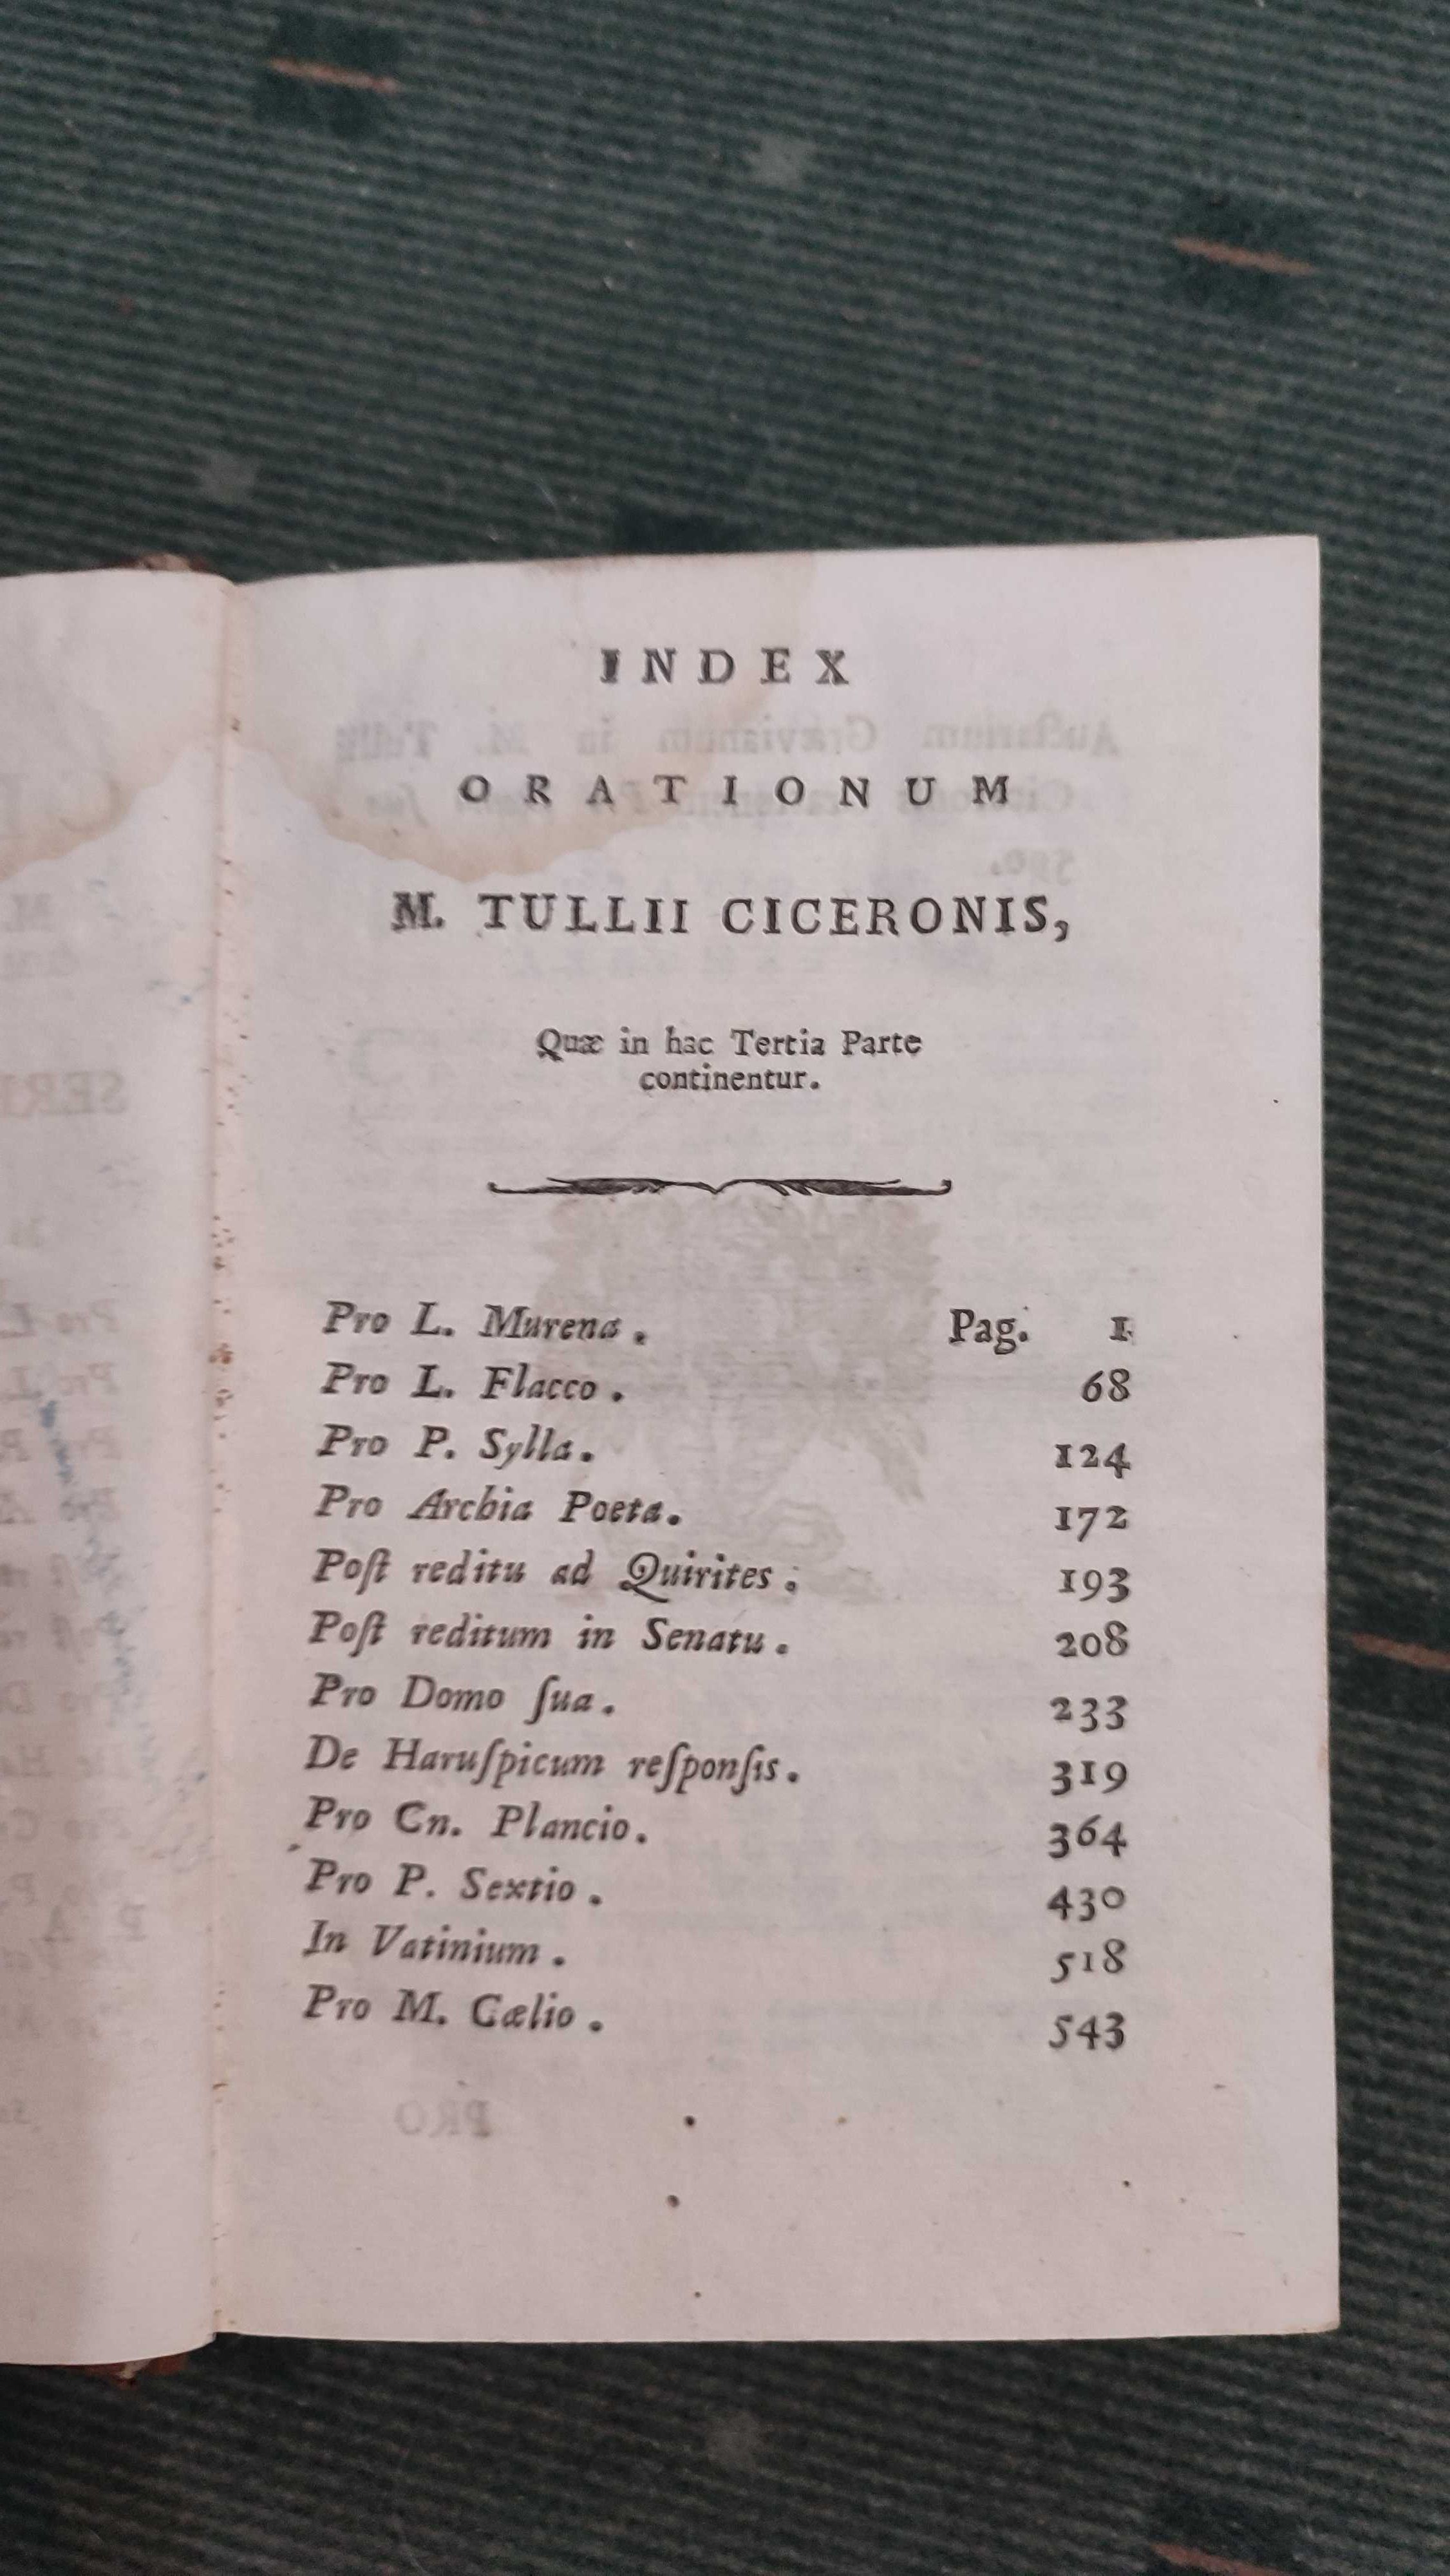 INDEX
ORATIONUM
M. TULLII CICERONIS,
Quæ in hac Tertia Parte
continentur.
Pro L. Murena. Pag. 1
Pro L. Flacco. 68
Pro P. Sylla. 124
Pro Archia Poeta. 172
Poſt reditu ad Quirites. 193
Poſt reditum in Senatu. 208
Pro Domo ſua. 233
De Haruſpicum reſponſis. 319
Pro Cn. Plancio. 364
Pro P. Sextio. 430
In Vatinium. 518
Pro M. Cælio. 543